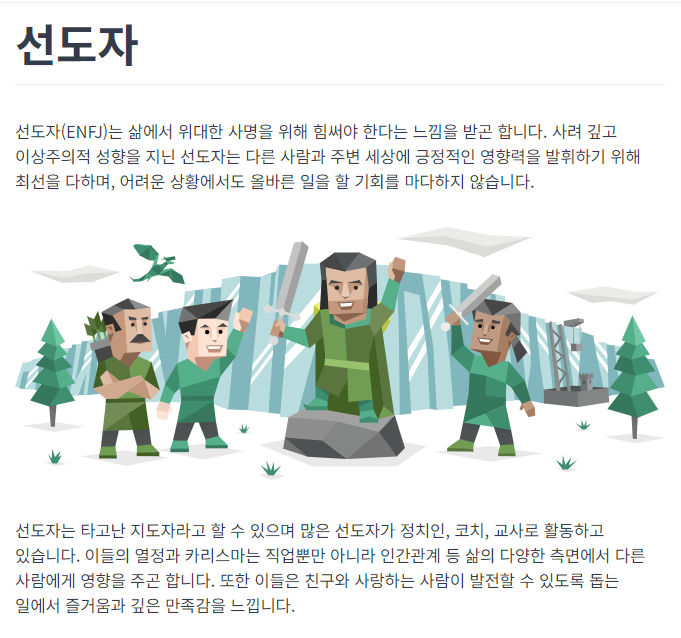 선도자
선도자(ENFJ)는 삶에서 위대한 사명을 위해 힘써야 한다는 느낌을 받곤 합니다. 사려 깊고
이상주의적 성향을 지닌 선도자는 다른 사람과 주변 세상에 긍정적인 영향력을 발휘하기 위해
최선을 다하며, 어려운 상황에서도 올바른 일을 할 기회를 마다하지 않습니다.
선도자는 타고난 지도자라고 할 수 있으며 많은 선도자가 정치인, 코치, 교사로 활동하고
있습니다. 이들의 열정과 카리스마는 직업뿐만 아니라 인간관계 등 삶의 다양한 측면에서 다른
사람에게 영향을 주곤 합니다. 또한 이들은 친구와 사랑하는 사람이 발전할 수 있도록 돕는
일에서 즐거움과 깊은 만족감을 느낍니다.